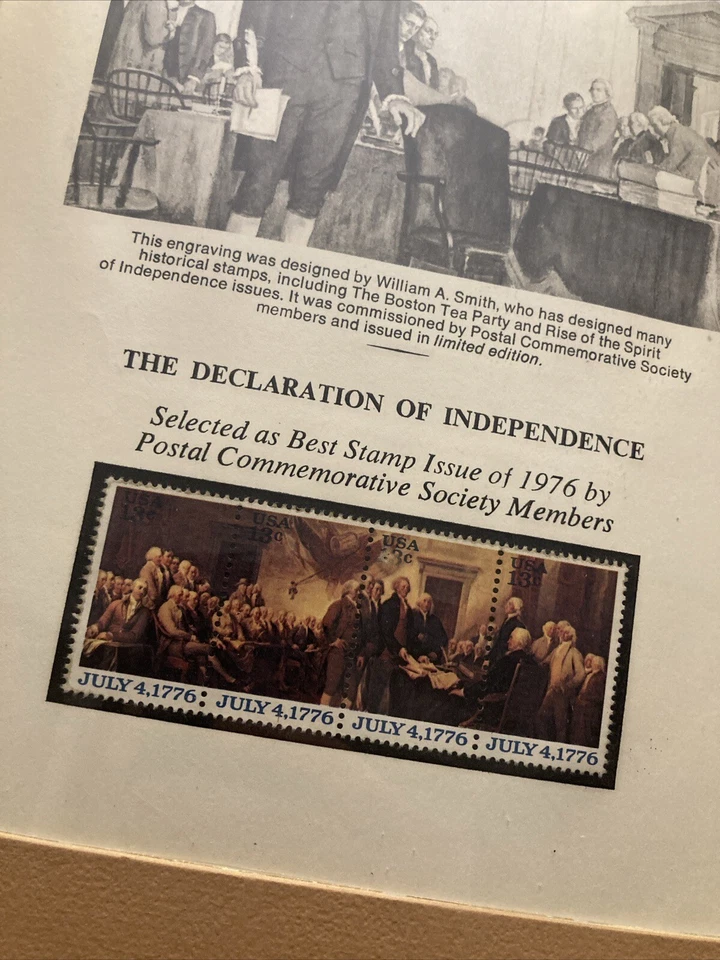 This engraving was designed by William A. Smith, who has designed many
historical stamps, including The Boston Tea Party and Rise of the Spirit
of Independence issues. It was commissioned by Postal Commemorative Society
members and issued in limited edition.
THE DECLARATION OF INDEPENDENCE
Selected as Best Stamp Issue of 1976 by
Postal Commemorative Society Members
USA
13c
USA
13c
USA
13c
USA
13c
JULY 4,1776
JULY 4,1776
JULY 4,1776
JULY 4,1776